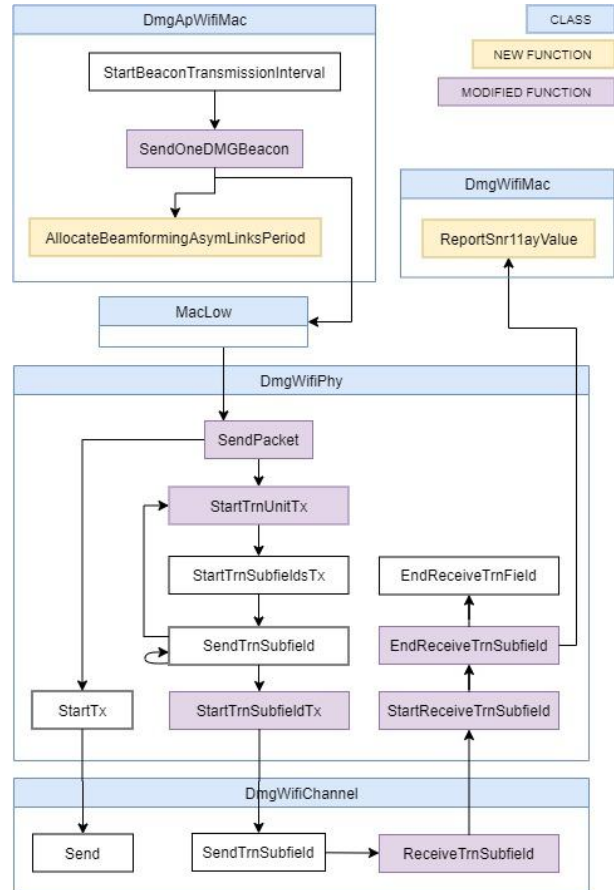 DmgApWifiMac
CLASS
StartBeaconTransmissionInterval
NEW FUNCTION
MODIFIED FUNCTION
SendOneDMGBeacon
DmgWifiMac
AllocateBeamformingAsymLinksPeriod
ReportSnr11ayValue
MacLow
DmgWifiPhy
SendPacket
StartTrnUnitTx
StartTrnSubfieldsTx
EndReceiveTrnField
SendTrnSubfield
EndReceiveTrnSubfield
StartTx
StartTrnSubfieldTx
StartReceiveTrnSubfield
DmgWifiChannel
Send
SendTrnSubfield
ReceiveTrnSubfield